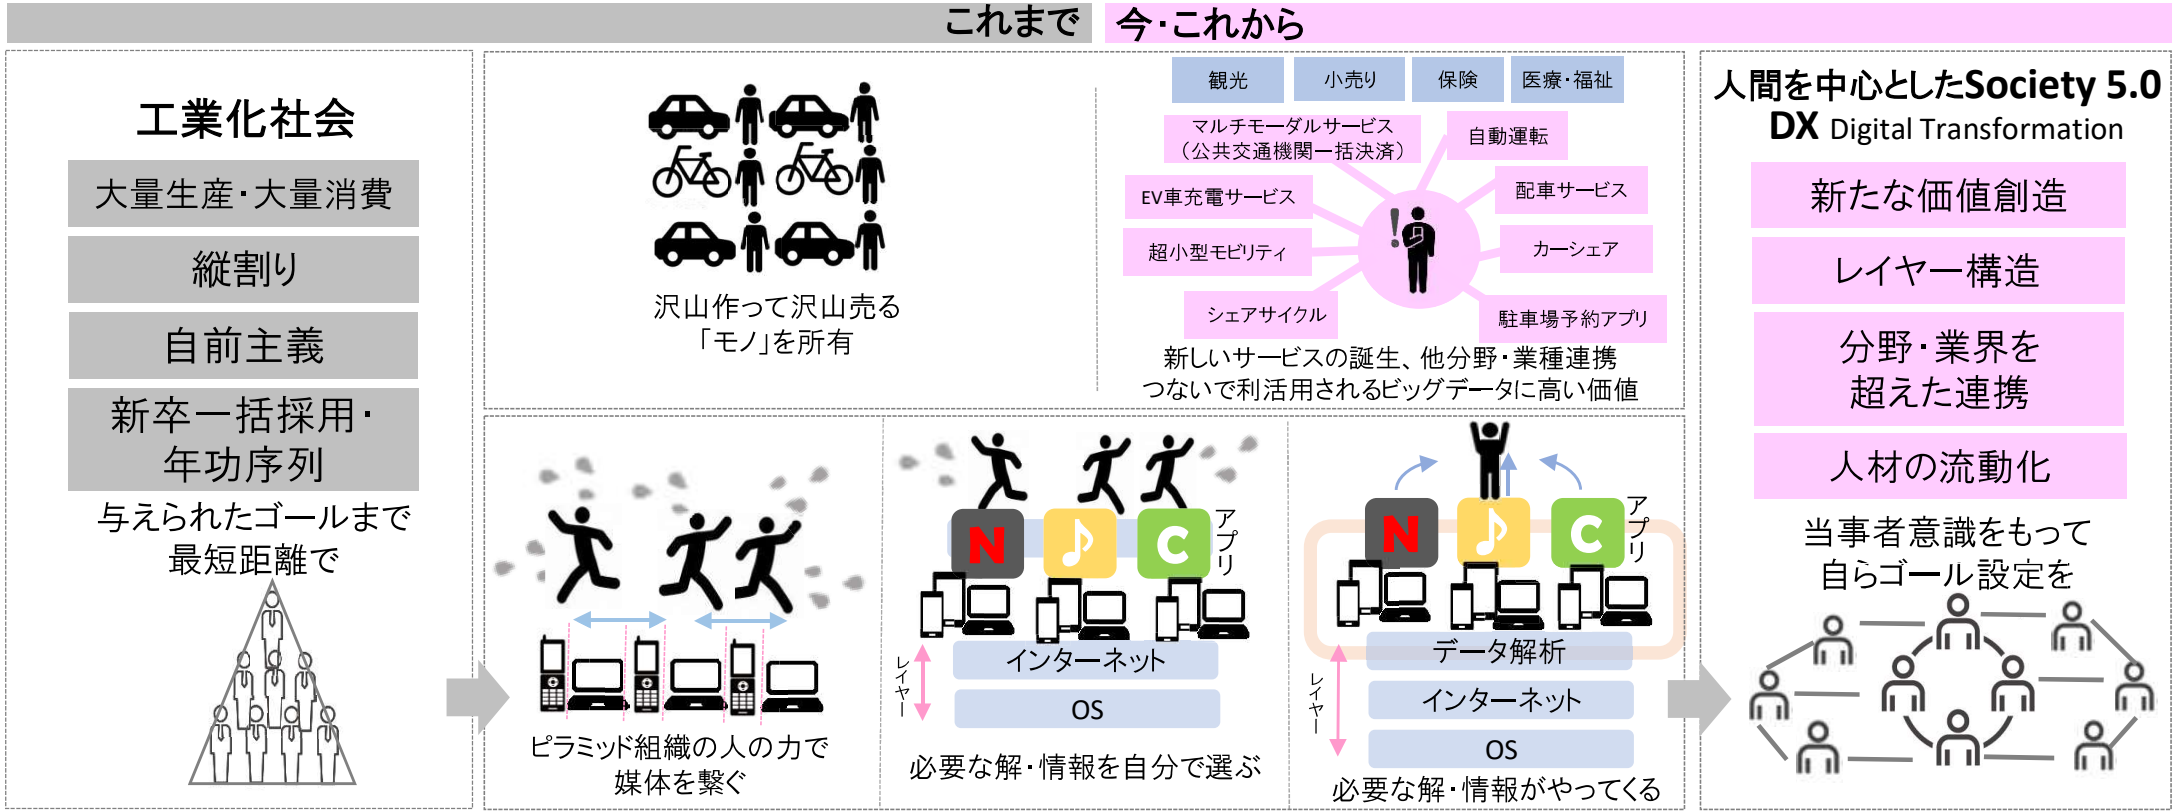 これまで
今・これから
工業化社会
大量生産・大量消費
縦割り
自前主義
新卒一括採用・
年功序列
与えられたゴールまで
最短距離で
沢山作って沢山売る
「モノ」を所有
観光
小売り
保険
医療・福祉
マルチモーダルサービス
（公共交通機関一括決済）
自動運転
EV車充電サービス
配車サービス
超小型モビリティ
カーシェア
シェアサイクル
駐車場予約アプリ
!
新しいサービスの誕生、他分野・業種連携
つないで利活用されるビッグデータに高い価値
ピラミッド組織の人の力で
媒体を繋ぐ
N
♪
C
アプリ
インターネット
OS
レイヤー
必要な解・情報を自分で選ぶ
N
♪
C
アプリ
データ解析
インターネット
OS
レイヤー
必要な解・情報がやってくる
人間を中心としたSociety 5.0
DX Digital Transformation
新たな価値創造
レイヤー構造
分野・業界を
超えた連携
人材の流動化
当事者意識をもって
自らゴール設定を